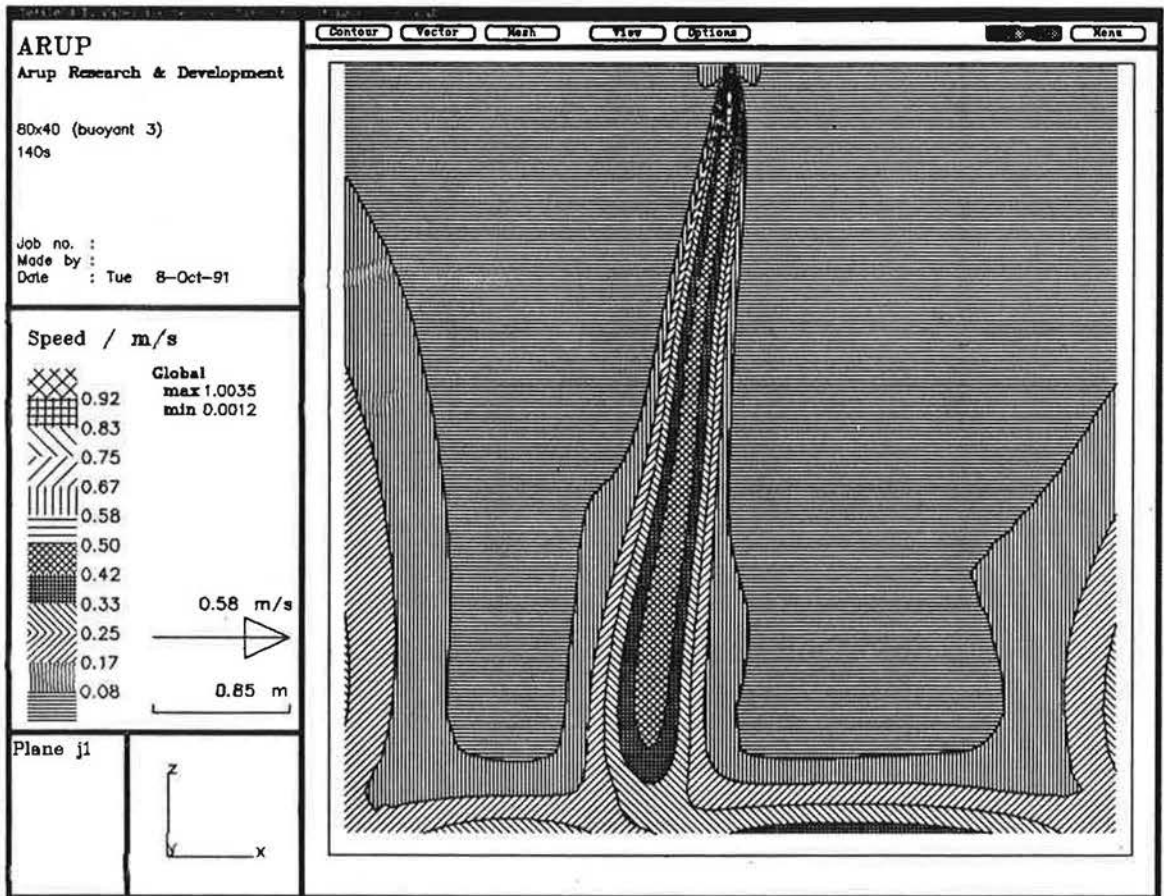 Contour Vector Mesh View Options Menu
ARUP
Arup Research & Development
80x40 (buoyant 3)
140s
Job no. :
Made by :
Date : Tue 8-Oct-91
Speed / m/s
Global
max 1.0035
min 0.0012
0.92
0.83
0.75
0.67
0.58
0.50
0.42
0.33
0.25
0.17
0.08
0.58 m/s
0.85 m
Plane j1
Z
Y
X